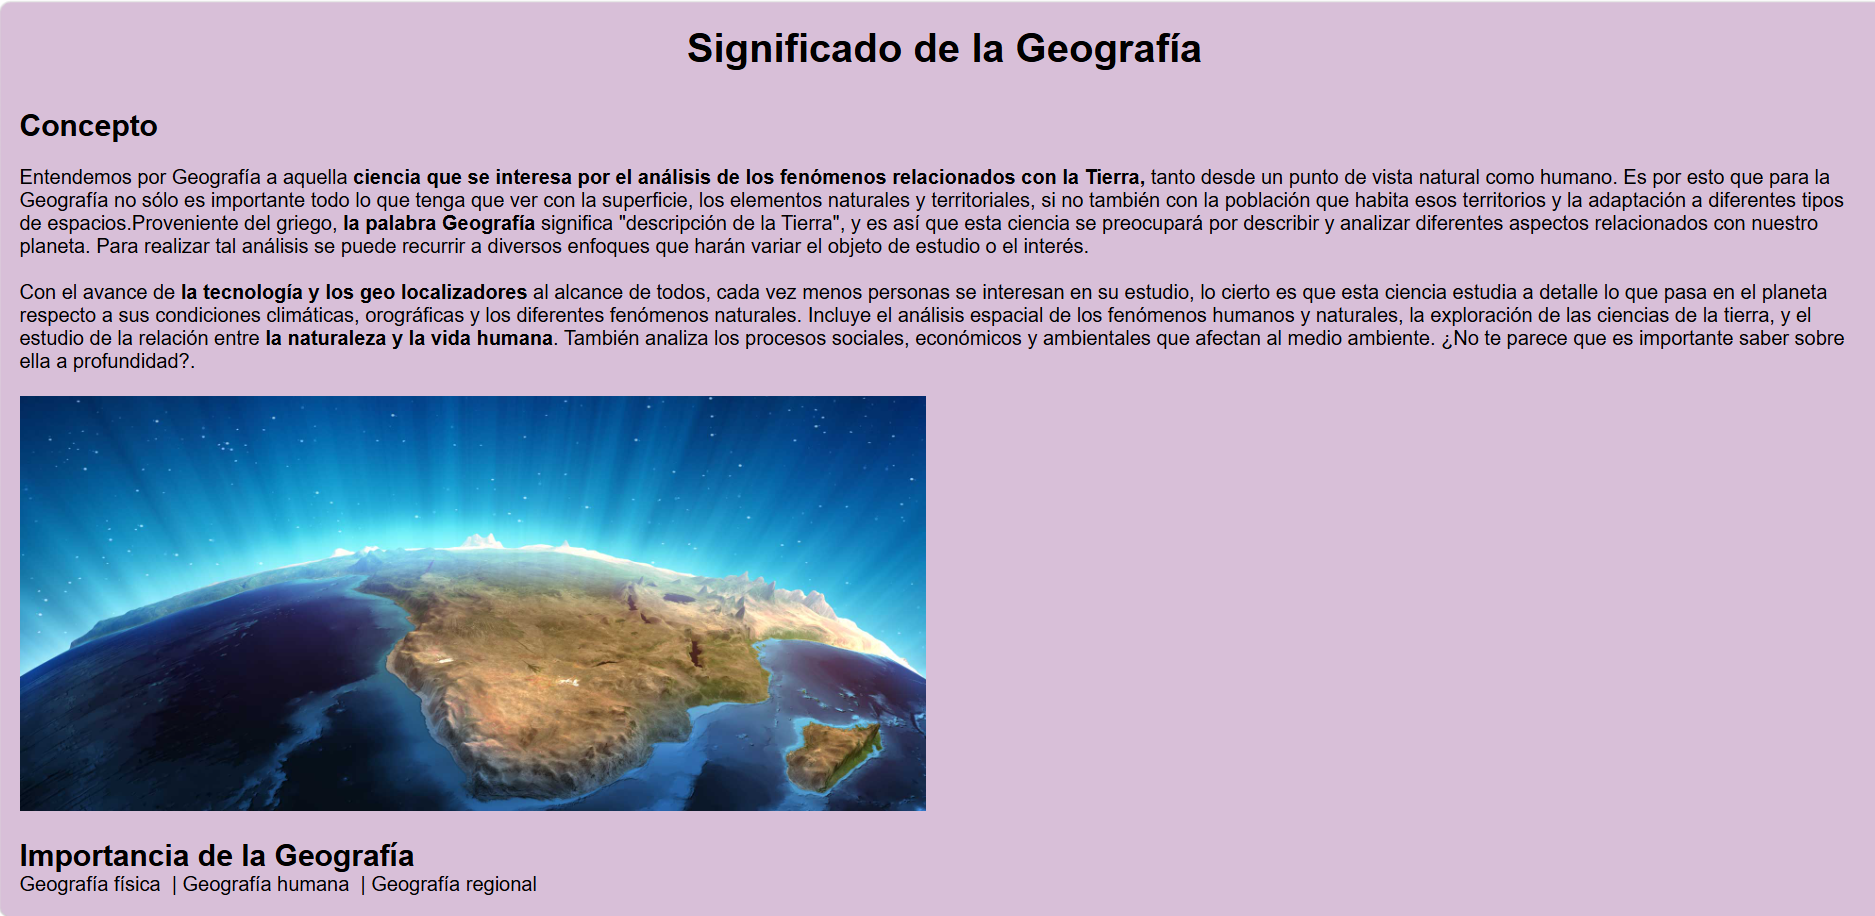 Significado de la Geografía
Concepto
Entendemos por Geografía a aquella ciencia que se interesa por el análisis de los fenómenos relacionados con la Tierra, tanto desde un punto de vista natural como humano. Es por esto que para la
Geografía no sólo es importante todo lo que tenga que ver con la superficie, los elementos naturales y territoriales, si no también con la población que habita esos territorios y la adaptación a diferentes tipos
de espacios.Proveniente del griego, la palabra Geografía significa "descripción de la Tierra", y es así que esta ciencia se preocupará por describir y analizar diferentes aspectos relacionados con nuestro
planeta. Para realizar tal análisis se puede recurrir a diversos enfoques que harán variar el objeto de estudio o el interés.
Con el avance de la tecnología y los geo localizadores al alcance de todos, cada vez menos personas se interesan en su estudio, lo cierto es que esta ciencia estudia a detalle lo que pasa en el planeta
respecto a sus condiciones climáticas, orográficas y los diferentes fenómenos naturales. Incluye el análisis espacial de los fenómenos humanos y naturales, la exploración de las ciencias de la tierra, y el
estudio de la relación entre la naturaleza y la vida humana. También analiza los procesos sociales, económicos y ambientales que afectan al medio ambiente. ¿No te parece que es importante saber sobre
ella a profundidad?.
Importancia de la Geografía
Geografía física | Geografía humana | Geografía regional